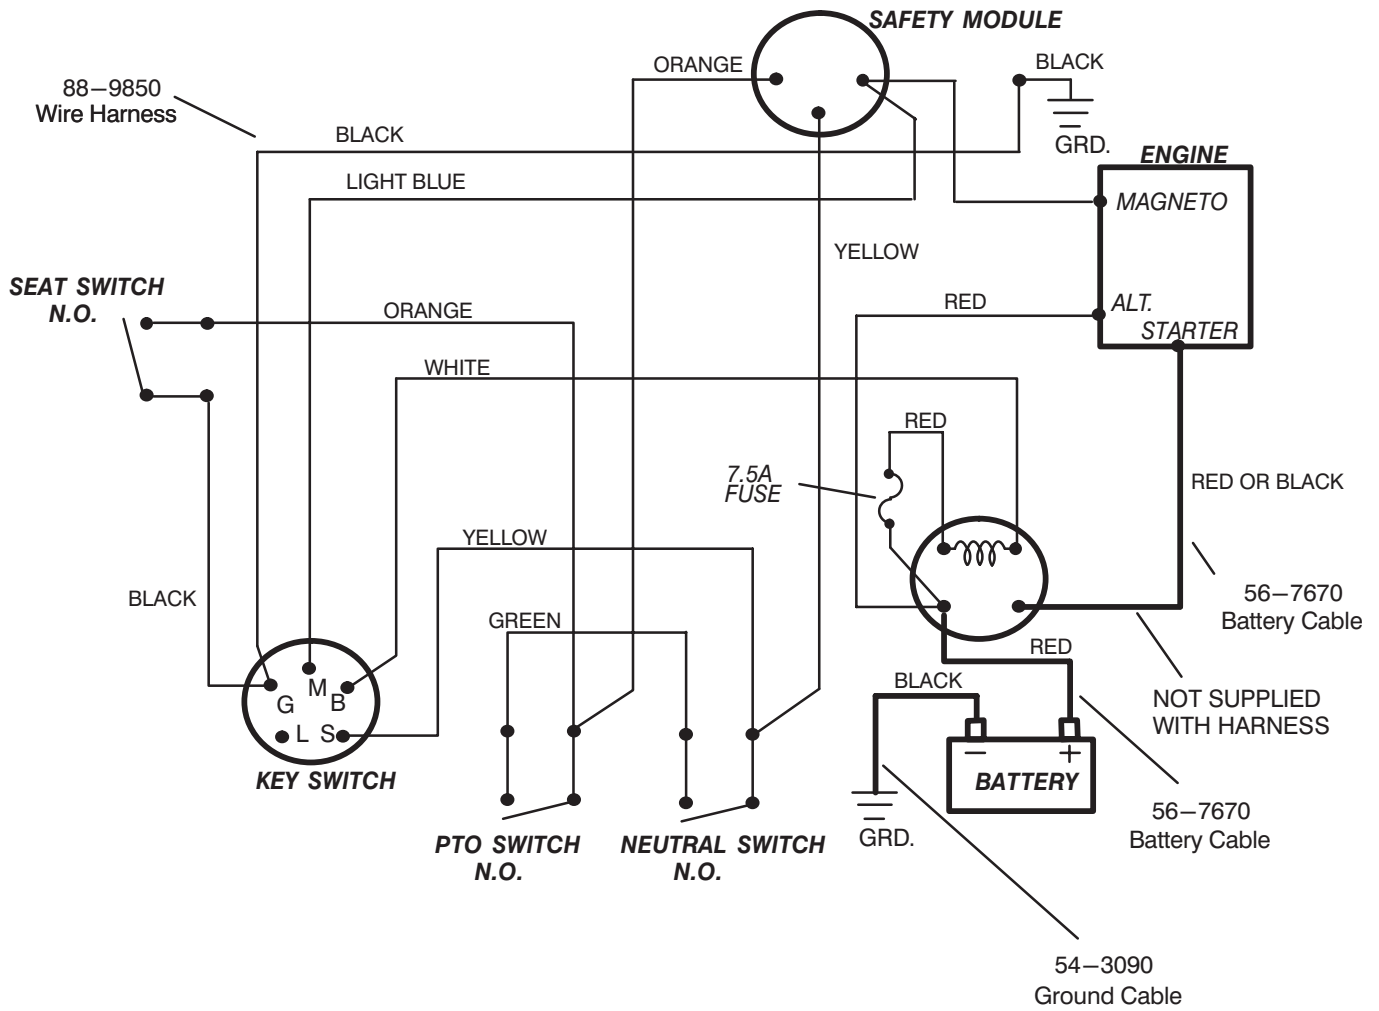 SAFETY MODULE
ORANGE
BLACK
88-9850
Wire Harness
BLACK
GRD.
ENGINE
LIGHT BLUE
MAGNETO
YELLOW
SEAT SWITCH
N.O.
ORANGE
RED
ALT.
STARTER
WHITE
RED
7.5A
FUSE
RED OR BLACK
YELLOW
BLACK
56-7670
Battery Cable
GREEN
RED
BLACK
NOT SUPPLIED
WITH HARNESS
G
M
B
L
S
KEY SWITCH
−
+
BATTERY
GRD.
56-7670
Battery Cable
PTO SWITCH
N.O.
NEUTRAL SWITCH
N.O.
54-3090
Ground Cable